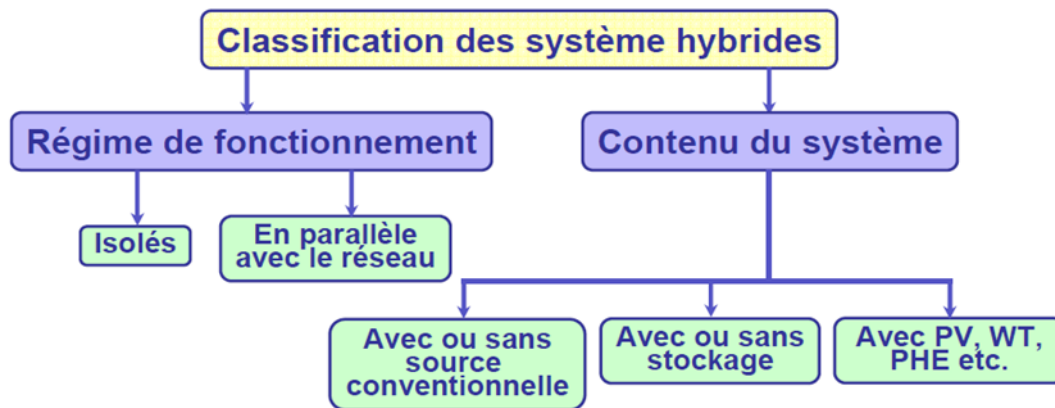 Classification des système hybrides
Régime de fonctionnement
Contenu du système
Isolés
En parallèle
avec le réseau
Avec ou sans
source
conventionnelle
Avec ou sans
stockage
Avec PV, WT,
PHE etc.